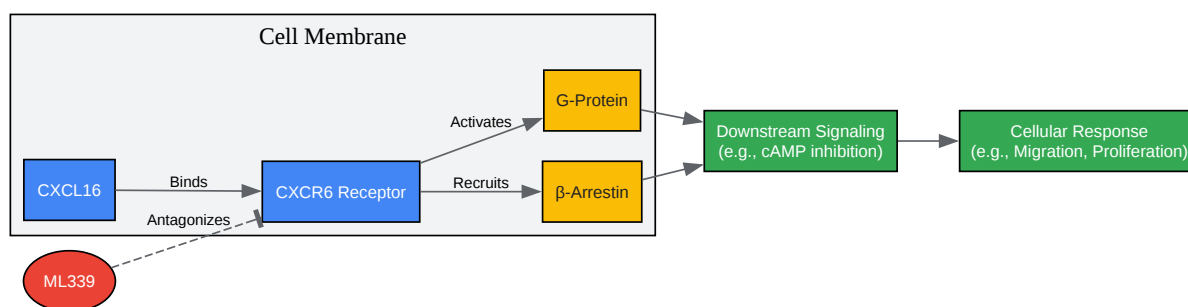 Cell Membrane
G-Protein
Activates
Downstream Signaling
(e.g., cAMP inhibition)
Cellular Response
(e.g., Migration, Proliferation)
CXCL16
Binds
CXCR6 Receptor
Recruits
β-Arrestin
Antagonizes
ML339